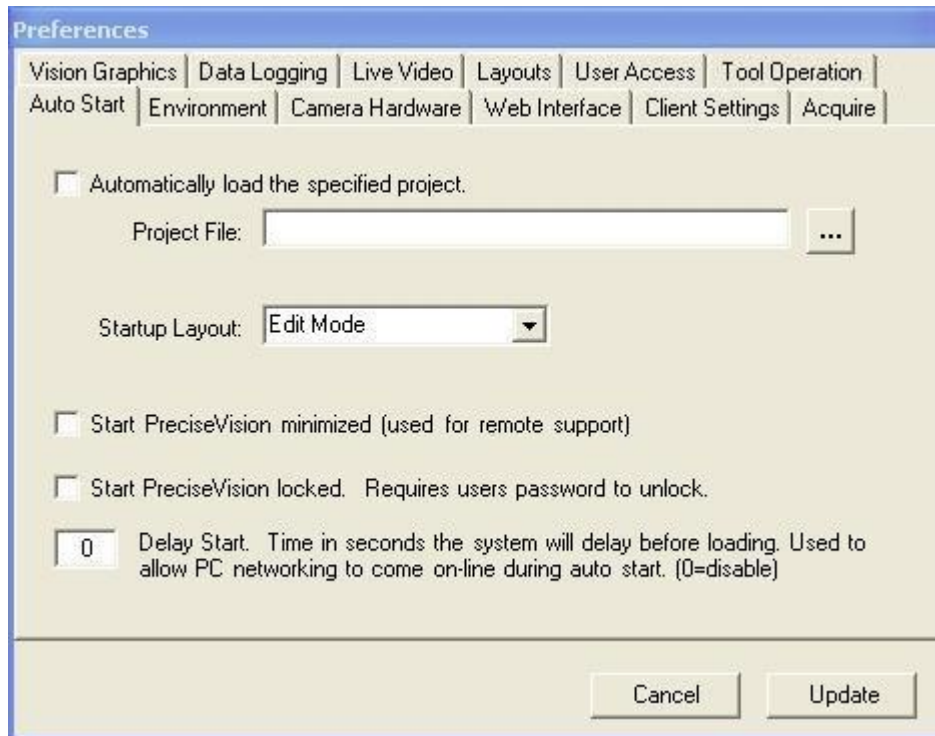 Preferences
Vision Graphics Data Logging Live Video Layouts User Access Tool Operation
Auto Start Environment Camera Hardware Web Interface Client Settings Acquire
Automatically load the specified project.
Project File: ...
Startup Layout: Edit Mode
Start PreciseVision minimized (used for remote support)
Start PreciseVision locked. Requires users password to unlock.
0 Delay Start. Time in seconds the system will delay before loading. Used to
allow PC networking to come on-line during auto start. (0=disable)
Cancel Update